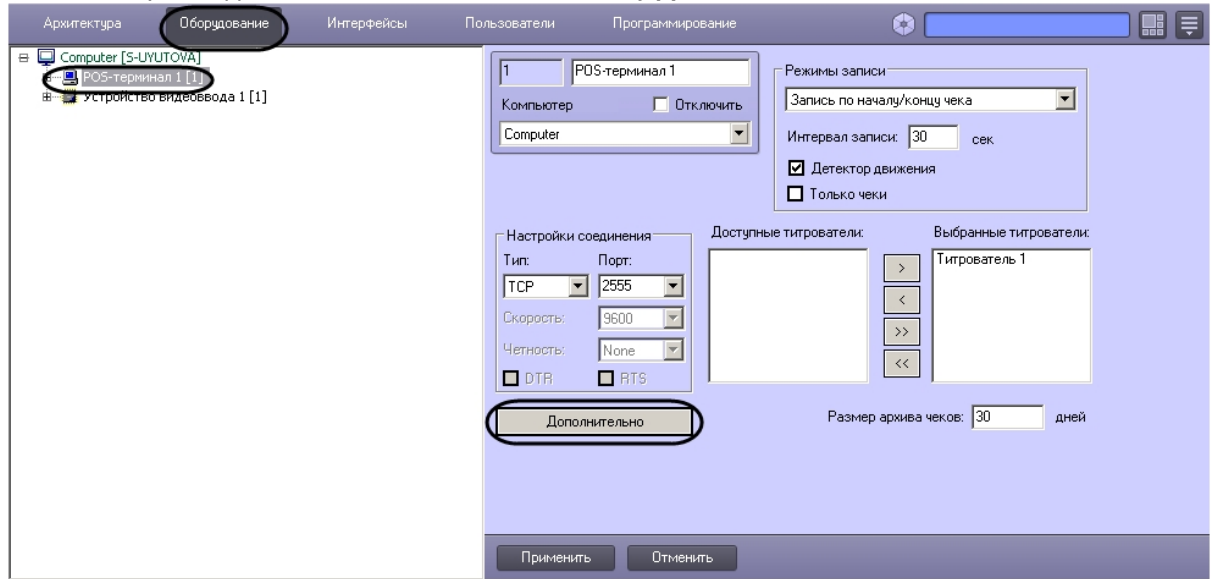 Архитектура Оборудование Интерфейсы Пользователи Программирование
Computer [S-UYUTOVA]
POS-терминал 1 [1]
Устройство видеоввода 1 [1]
1 POS-терминал 1
Компьютер Отключить
Computer
Режимы записи
Запись по началу/концу чека
Интервал записи: 30 сек
Детектор движения
Только чеки
Настройки соединения
Тип: Порт:
TCP 2555
Скорость: 9600
Четность: None
DTR RTS
Доступные титрователи: Выбранные титрователи:
Титрователь 1
>
<
>>
<<
Дополнительно
Размер архива чеков: 30 дней
Применить Отменить